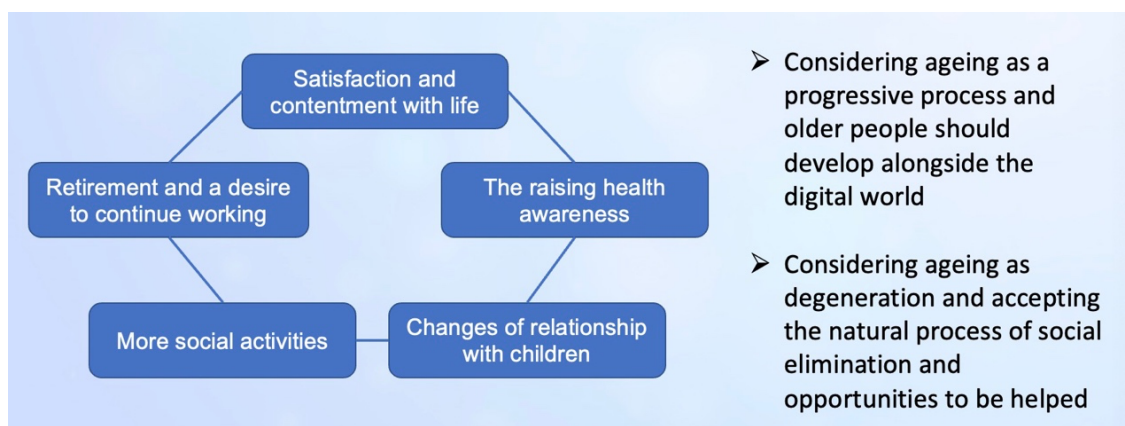 Satisfaction and
contentment with life
Retirement and a desire
to continue working
The raising health
awareness
More social activities
Changes of relationship
with children
➢ Considering ageing as a
progressive process and
older people should
develop alongside the
digital world
➢ Considering ageing as
degeneration and accepting
the natural process of social
elimination and
opportunities to be helped